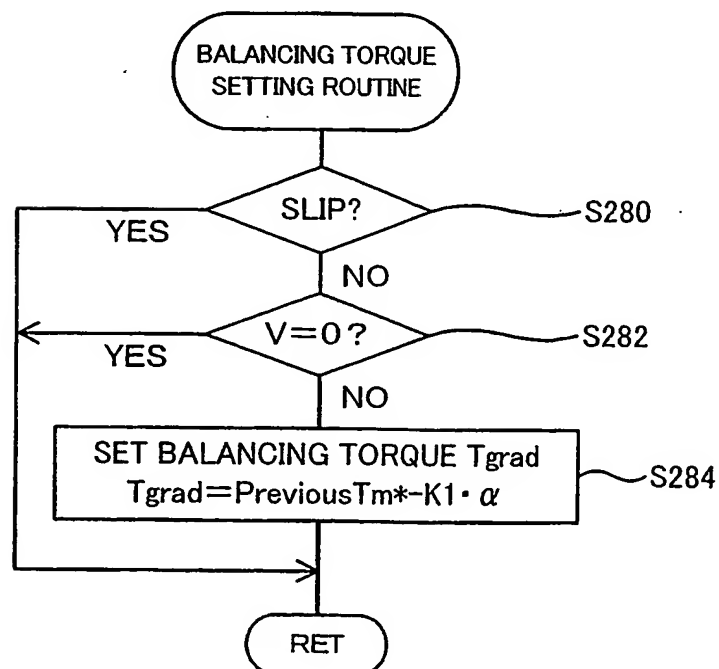 BALANCING TORQUE
SETTING ROUTINE
SLIP?
S280
YES
NO
V=0?
S282
YES
NO
SET BALANCING TORQUE Tgrad
Tgrad=PreviousTm*-K1・α
S284
RET